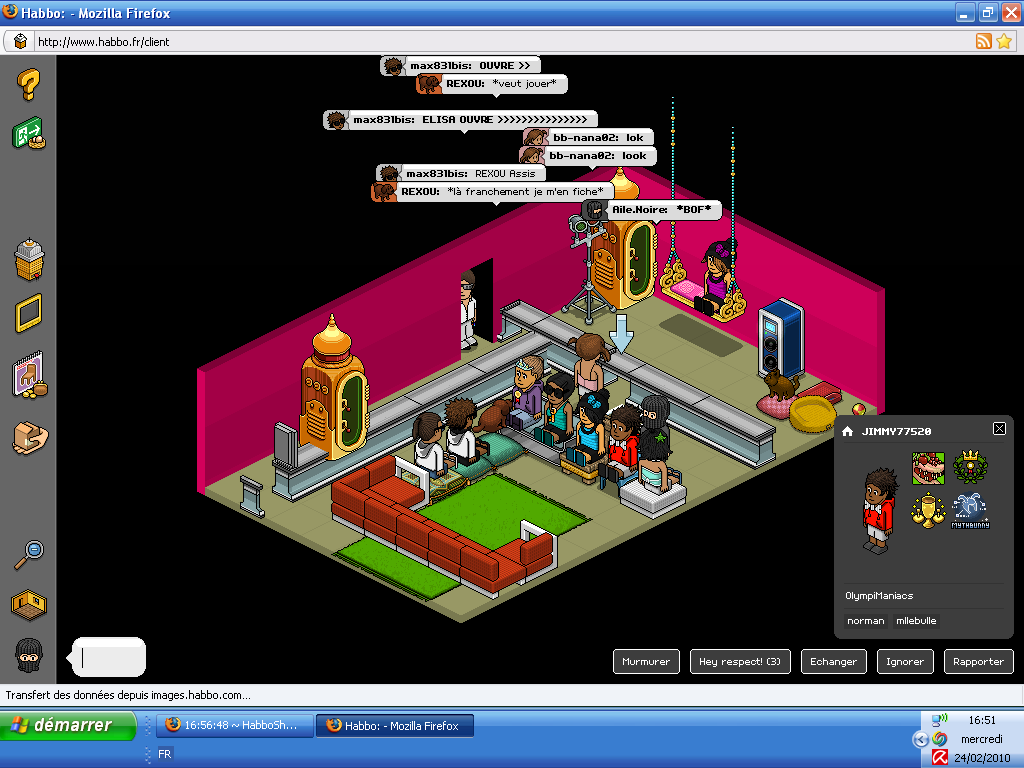 Habbo: - Mozilla Firefox
http://www.habbo.fr/client
max831bis: OUVRE >>
REXOU: *veut jouer*
max831bis: ELISA OUVRE >>>>>>>>>>>>>>>
bb-nana02: lok
bb-nana02: look
max831bis: REXOU Assis
REXOU: *là franchement je m'en fiche*
Aile.Noire: *BOF*
JIMMY77520
MYTHBUNNY
OlympiManiacs
norman mllebulle
Murmurer Hey respect! (3) Echanger Ignorer Rapporter
Transfert des données depuis images.habbo.com...
démarrer 16:56:48 ~ HabboSh... Habbo: - Mozilla Firefox 16:51
FR mercredi
24/02/2010